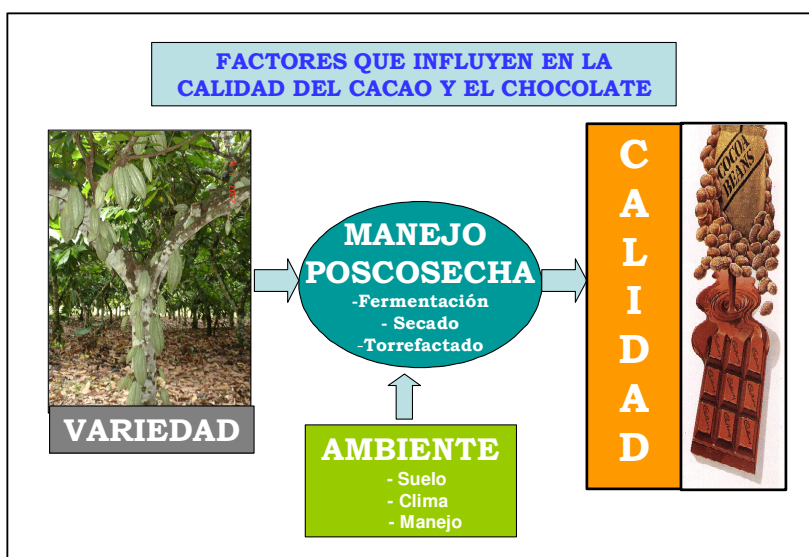 FACTORES QUE INFLUYEN EN LA
CALIDAD DEL CACAO Y EL CHOCOLATE
VARIEDAD
MANEJO
POSCOSECHA
-Fermentación
- Secado
-Torrefactado
AMBIENTE
- Suelo
- Clima
- Manejo
CALIDAD
COCOA
BEANS